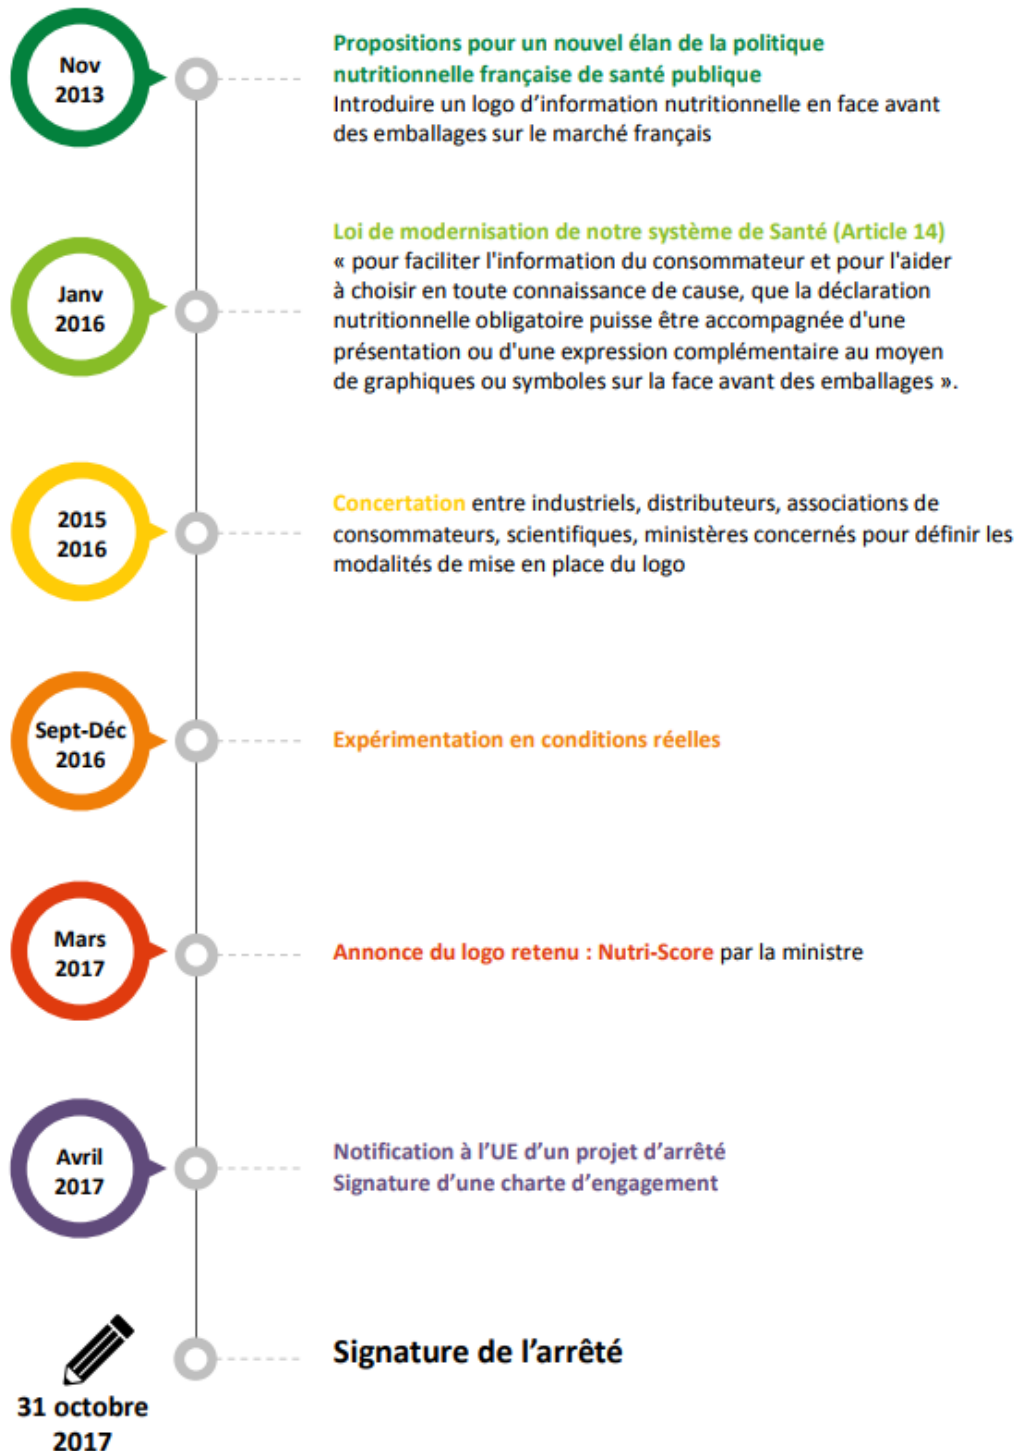 Nov
2013
Propositions pour un nouvel élan de la politique
nutritionnelle française de santé publique
Introduire un logo d’information nutritionnelle en face avant
des emballages sur le marché français
Janv
2016
Loi de modernisation de notre système de Santé (Article 14)
« pour faciliter l'information du consommateur et pour l'aider
à choisir en toute connaissance de cause, que la déclaration
nutritionnelle obligatoire puisse être accompagnée d'une
présentation ou d'une expression complémentaire au moyen
de graphiques ou symboles sur la face avant des emballages ».
2015
2016
Concertation entre industriels, distributeurs, associations de
consommateurs, scientifiques, ministères concernés pour définir les
modalités de mise en place du logo
Sept-Déc
2016
Expérimentation en conditions réelles
Mars
2017
Annonce du logo retenu : Nutri-Score par la ministre
Avril
2017
Notification à l’UE d’un projet d’arrêté
Signature d’une charte d’engagement
31 octobre
2017
Signature de l’arrêté